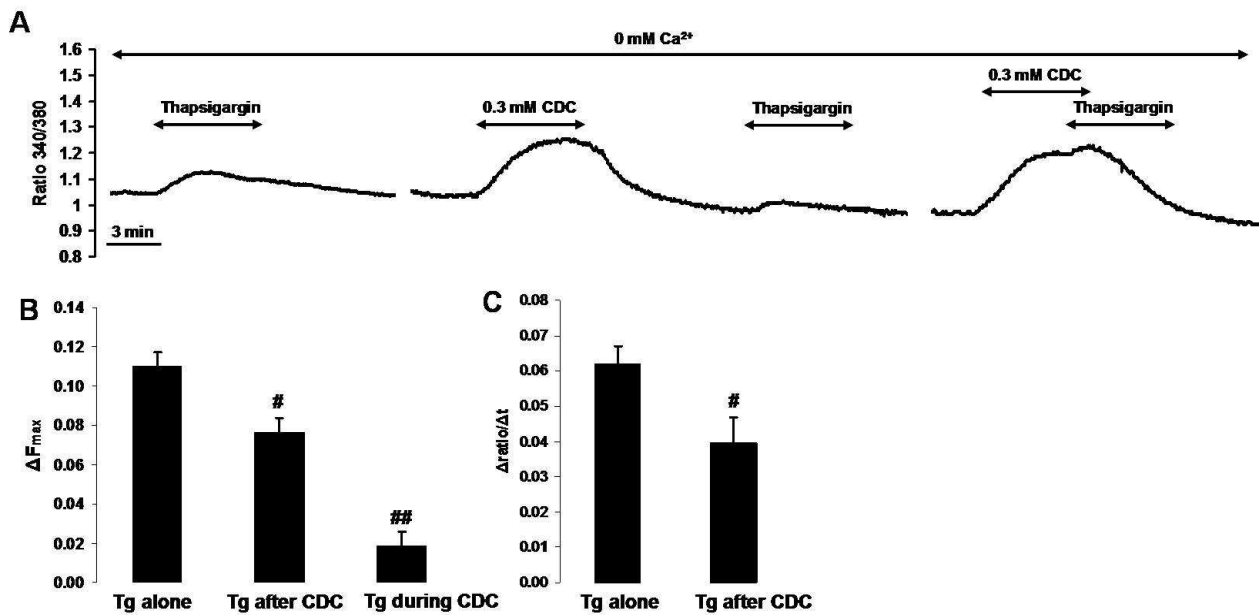 A
0 mM Ca²⁺
1.6
1.5
1.4
1.3
1.2
1.1
1
0.9
0.8
Ratio 340/380
Thapsigargin
0.3 mM CDC
Thapsigargin
0.3 mM CDC
Thapsigargin
3 min
B
0.14
0.12
0.10
0.08
0.06
0.04
0.02
0.00
ΔFmax
#
##
Tg alone Tg after CDC Tg during CDC
C
0.08
0.07
0.06
0.05
0.04
0.03
0.02
0.01
0.00
Δratio/Δt
#
Tg alone Tg after CDC